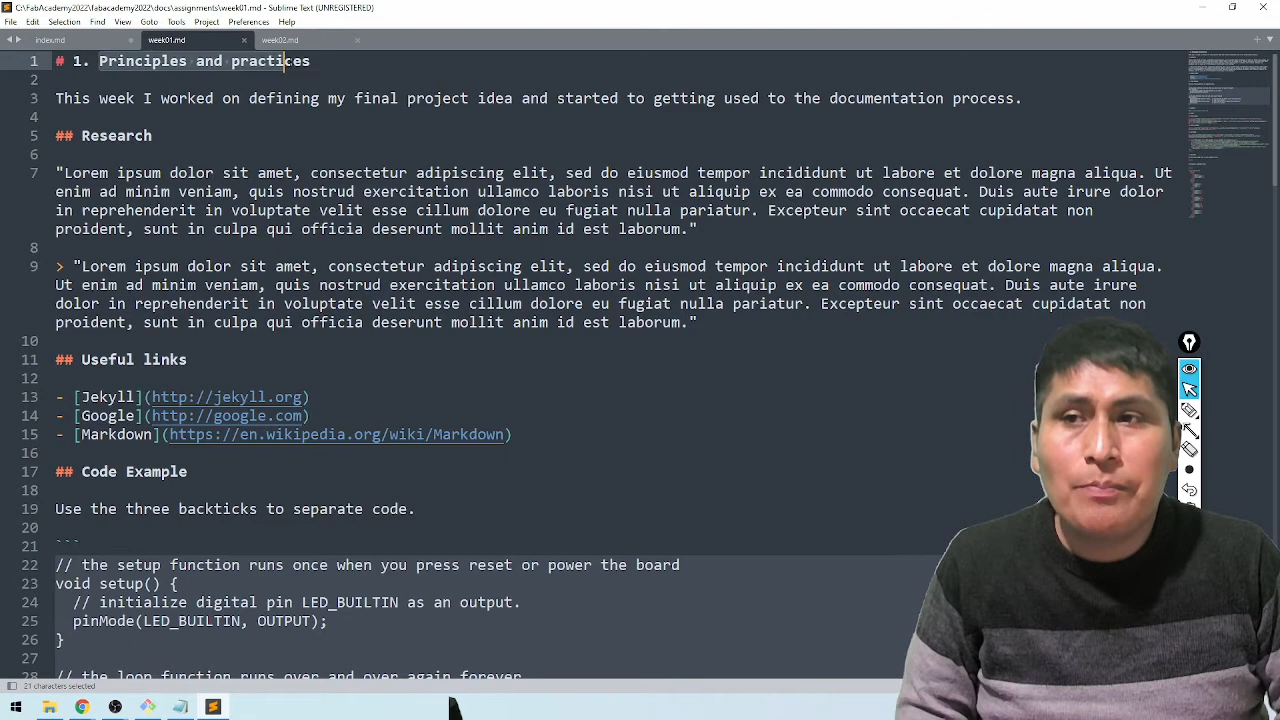 C:\FabAcademy2022\fabacademy2022\docs\assignments\week01.md - Sublime Text (UNREGISTERED)
File Edit Selection Find View Goto Tools Project Preferences Help
index.md week01.md week02.md
1 # 1. Principles and practices
2
3 This week I worked on defining my final project idea and started to getting used to the documentation process.
4
5 ## Research
6
7 "Lorem ipsum dolor sit amet, consectetur adipiscing elit, sed do eiusmod tempor incididunt ut labore et dolore magna aliqua. Ut
enim ad minim veniam, quis nostrud exercitation ullamco laboris nisi ut aliquip ex ea commodo consequat. Duis aute irure dolor
in reprehenderit in voluptate velit esse cillum dolore eu fugiat nulla pariatur. Excepteur sint occaecat cupidatat non
proident, sunt in culpa qui officia deserunt mollit anim id est laborum."
8
9 > "Lorem ipsum dolor sit amet, consectetur adipiscing elit, sed do eiusmod tempor incididunt ut labore et dolore magna aliqua.
Ut enim ad minim veniam, quis nostrud exercitation ullamco laboris nisi ut aliquip ex ea commodo consequat. Duis aute irure
dolor in reprehenderit in voluptate velit esse cillum dolore eu fugiat nulla pariatur. Excepteur sint occaecat cupidatat non
proident, sunt in culpa qui officia deserunt mollit anim id est laborum."
10
11 ## Useful links
12
13 - [Jekyll](http://jekyll.org)
14 - [Google](http://google.com)
15 - [Markdown](https://en.wikipedia.org/wiki/Markdown)
16
17 ## Code Example
18
19 Use the three backticks to separate code.
20
21 ```
22 // the setup function runs once when you press reset or power the board
23 void setup() {
24 // initialize digital pin LED_BUILTIN as an output.
25 pinMode(LED_BUILTIN, OUTPUT);
26 }
27
28 // the loop function runs over and over again forever
21 characters selected